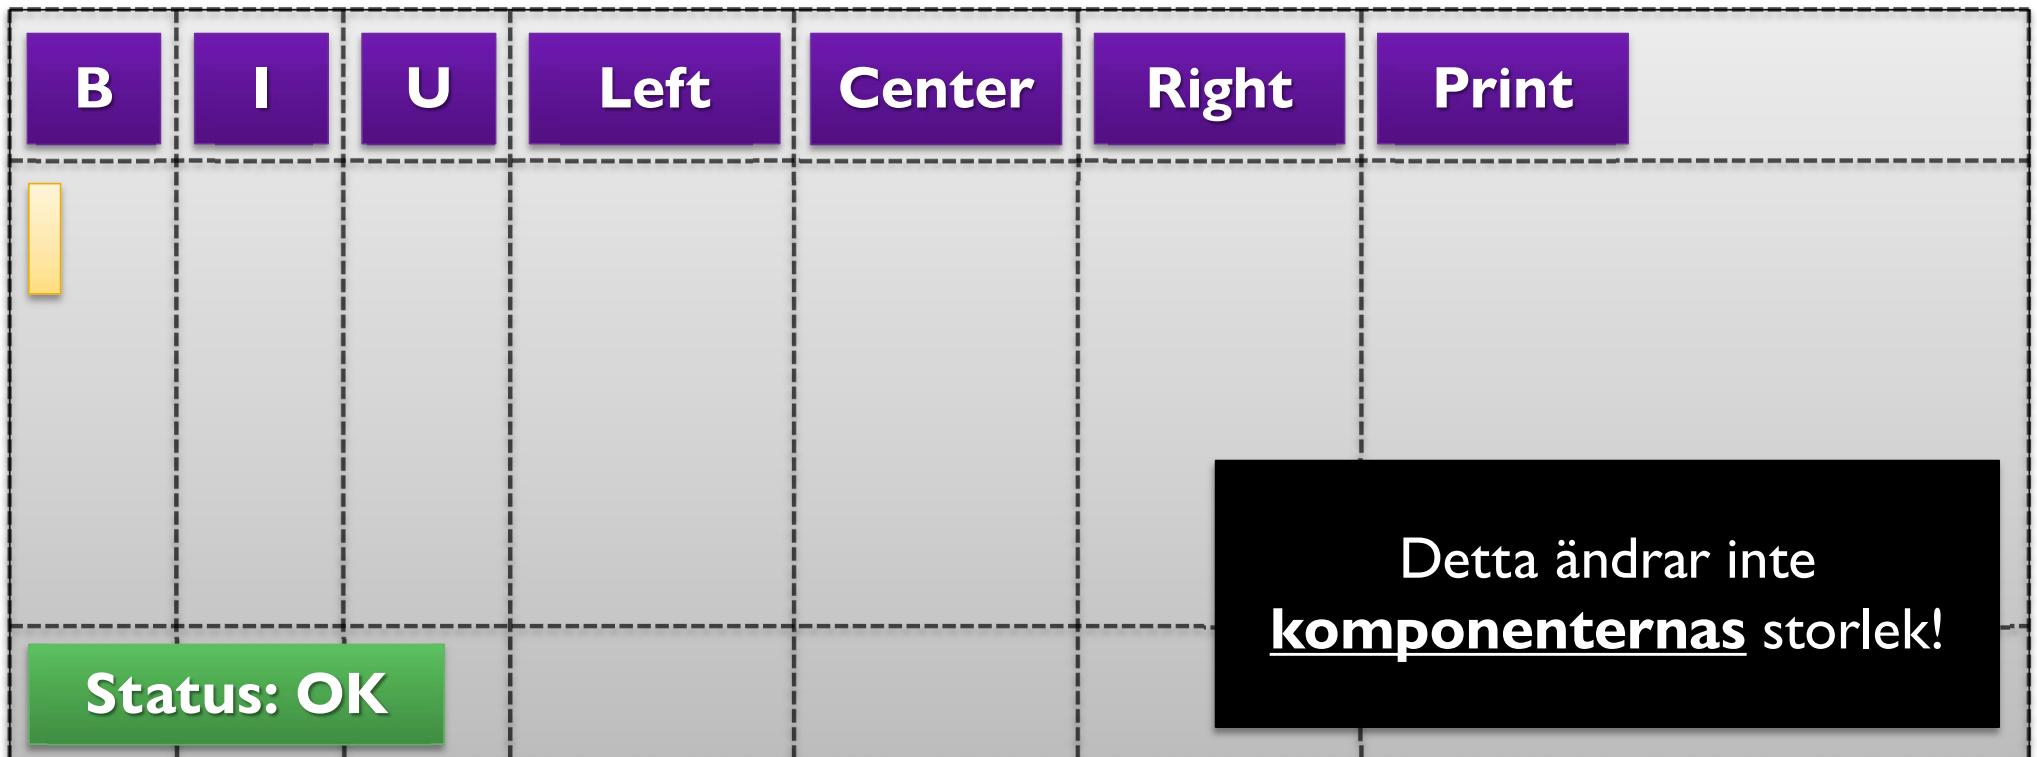 B I U Left Center Right Print
Detta ändrar inte
komponenternas storlek!
Status: OK